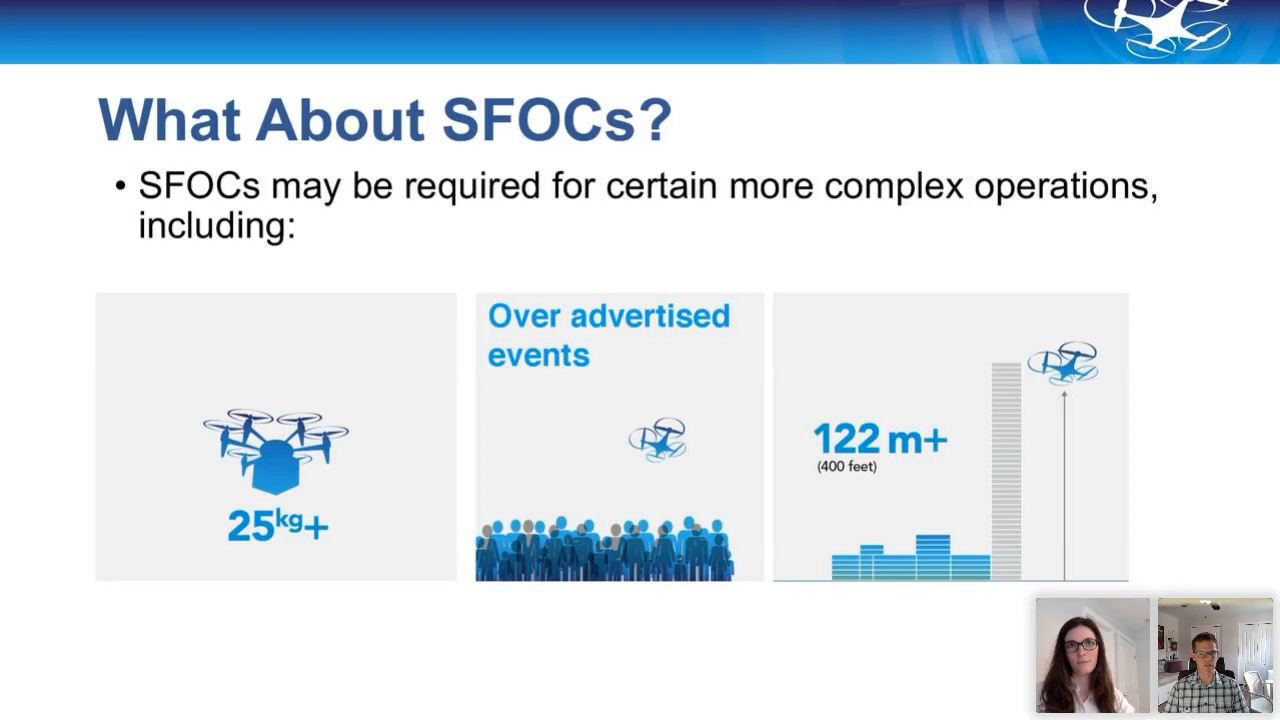 What About SFOCs?
• SFOCs may be required for certain more complex operations,
including:
25kg+
Over advertised
events
122 m+
(400 feet)